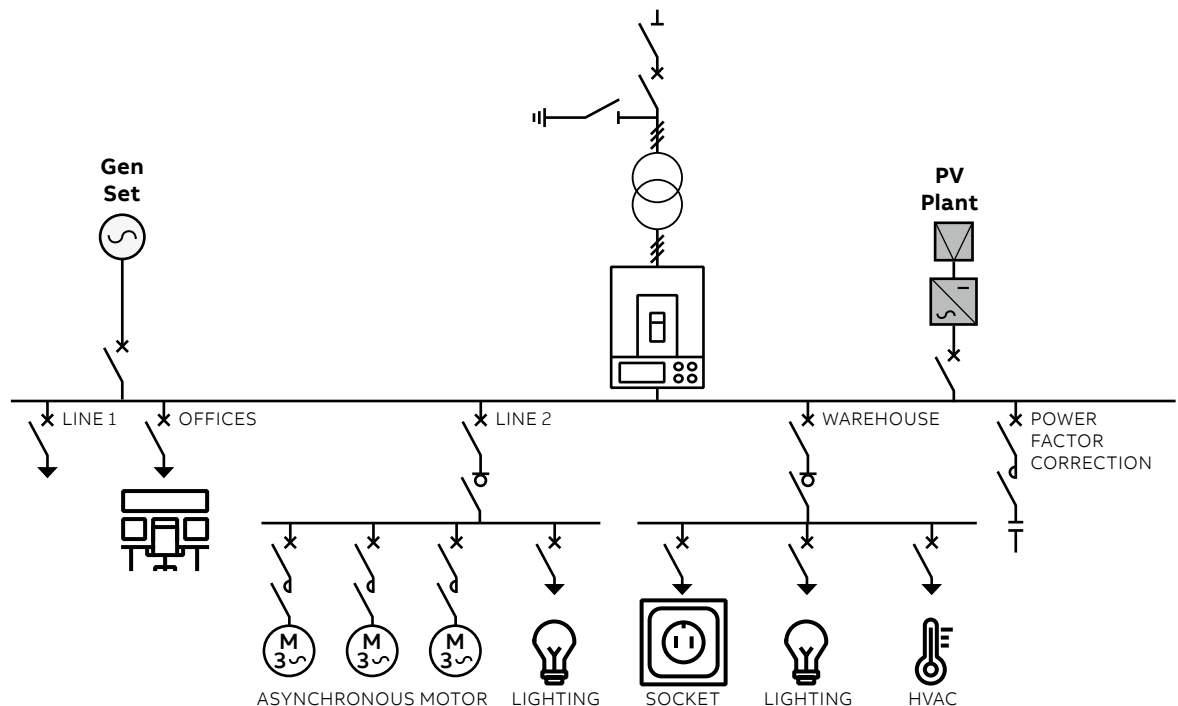 Gen
Set
PV
Plant
LINE 1
OFFICES
LINE 2
WAREHOUSE
POWER
FACTOR
CORRECTION
M
3
M
3
M
3
ASYNCHRONOUS MOTOR
LIGHTING
SOCKET
LIGHTING
HVAC